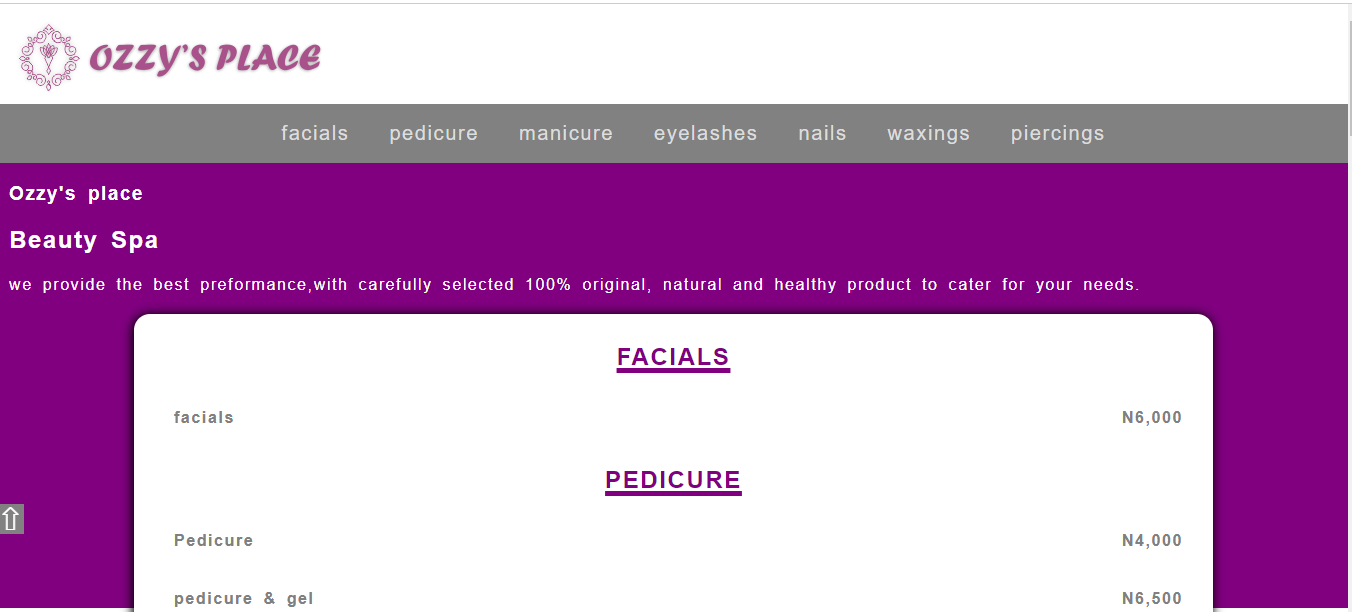 OZZY'S PLACE
facials pedicure manicure eyelashes nails waxings piercings
Ozzy's place
Beauty Spa
we provide the best preformance,with carefully selected 100% original, natural and healthy product to cater for your needs.
FACIALS
facials N6,000
PEDICURE
⇧
Pedicure N4,000
pedicure & gel N6,500